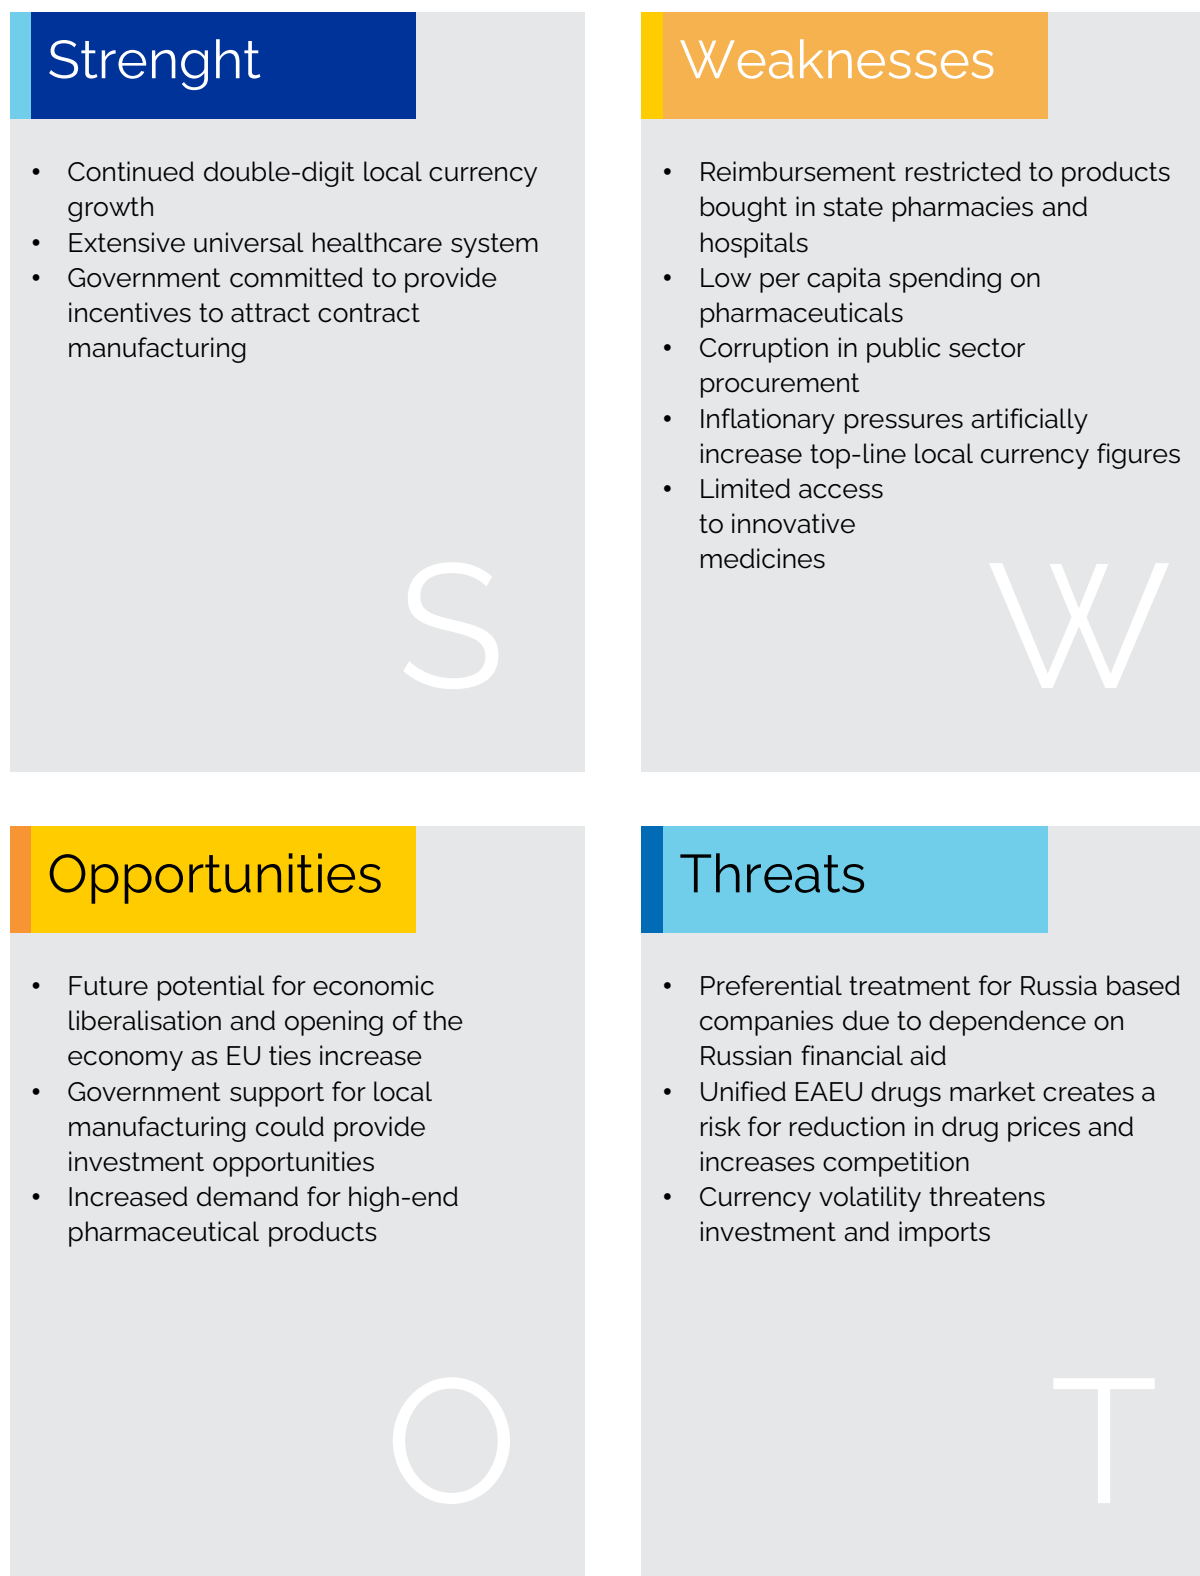 Strenght
• Continued double-digit local currency
growth
• Extensive universal healthcare system
• Government committed to provide
incentives to attract contract
manufacturing
S
Weaknesses
• Reimbursement restricted to products
bought in state pharmacies and
hospitals
• Low per capita spending on
pharmaceuticals
• Corruption in public sector
procurement
• Inflationary pressures artificially
increase top-line local currency figures
• Limited access
to innovative
medicines
W
Opportunities
• Future potential for economic
liberalisation and opening of the
economy as EU ties increase
• Government support for local
manufacturing could provide
investment opportunities
• Increased demand for high-end
pharmaceutical products
O
Threats
• Preferential treatment for Russia based
companies due to dependence on
Russian financial aid
• Unified EAEU drugs market creates a
risk for reduction in drug prices and
increases competition
• Currency volatility threatens
investment and imports
T